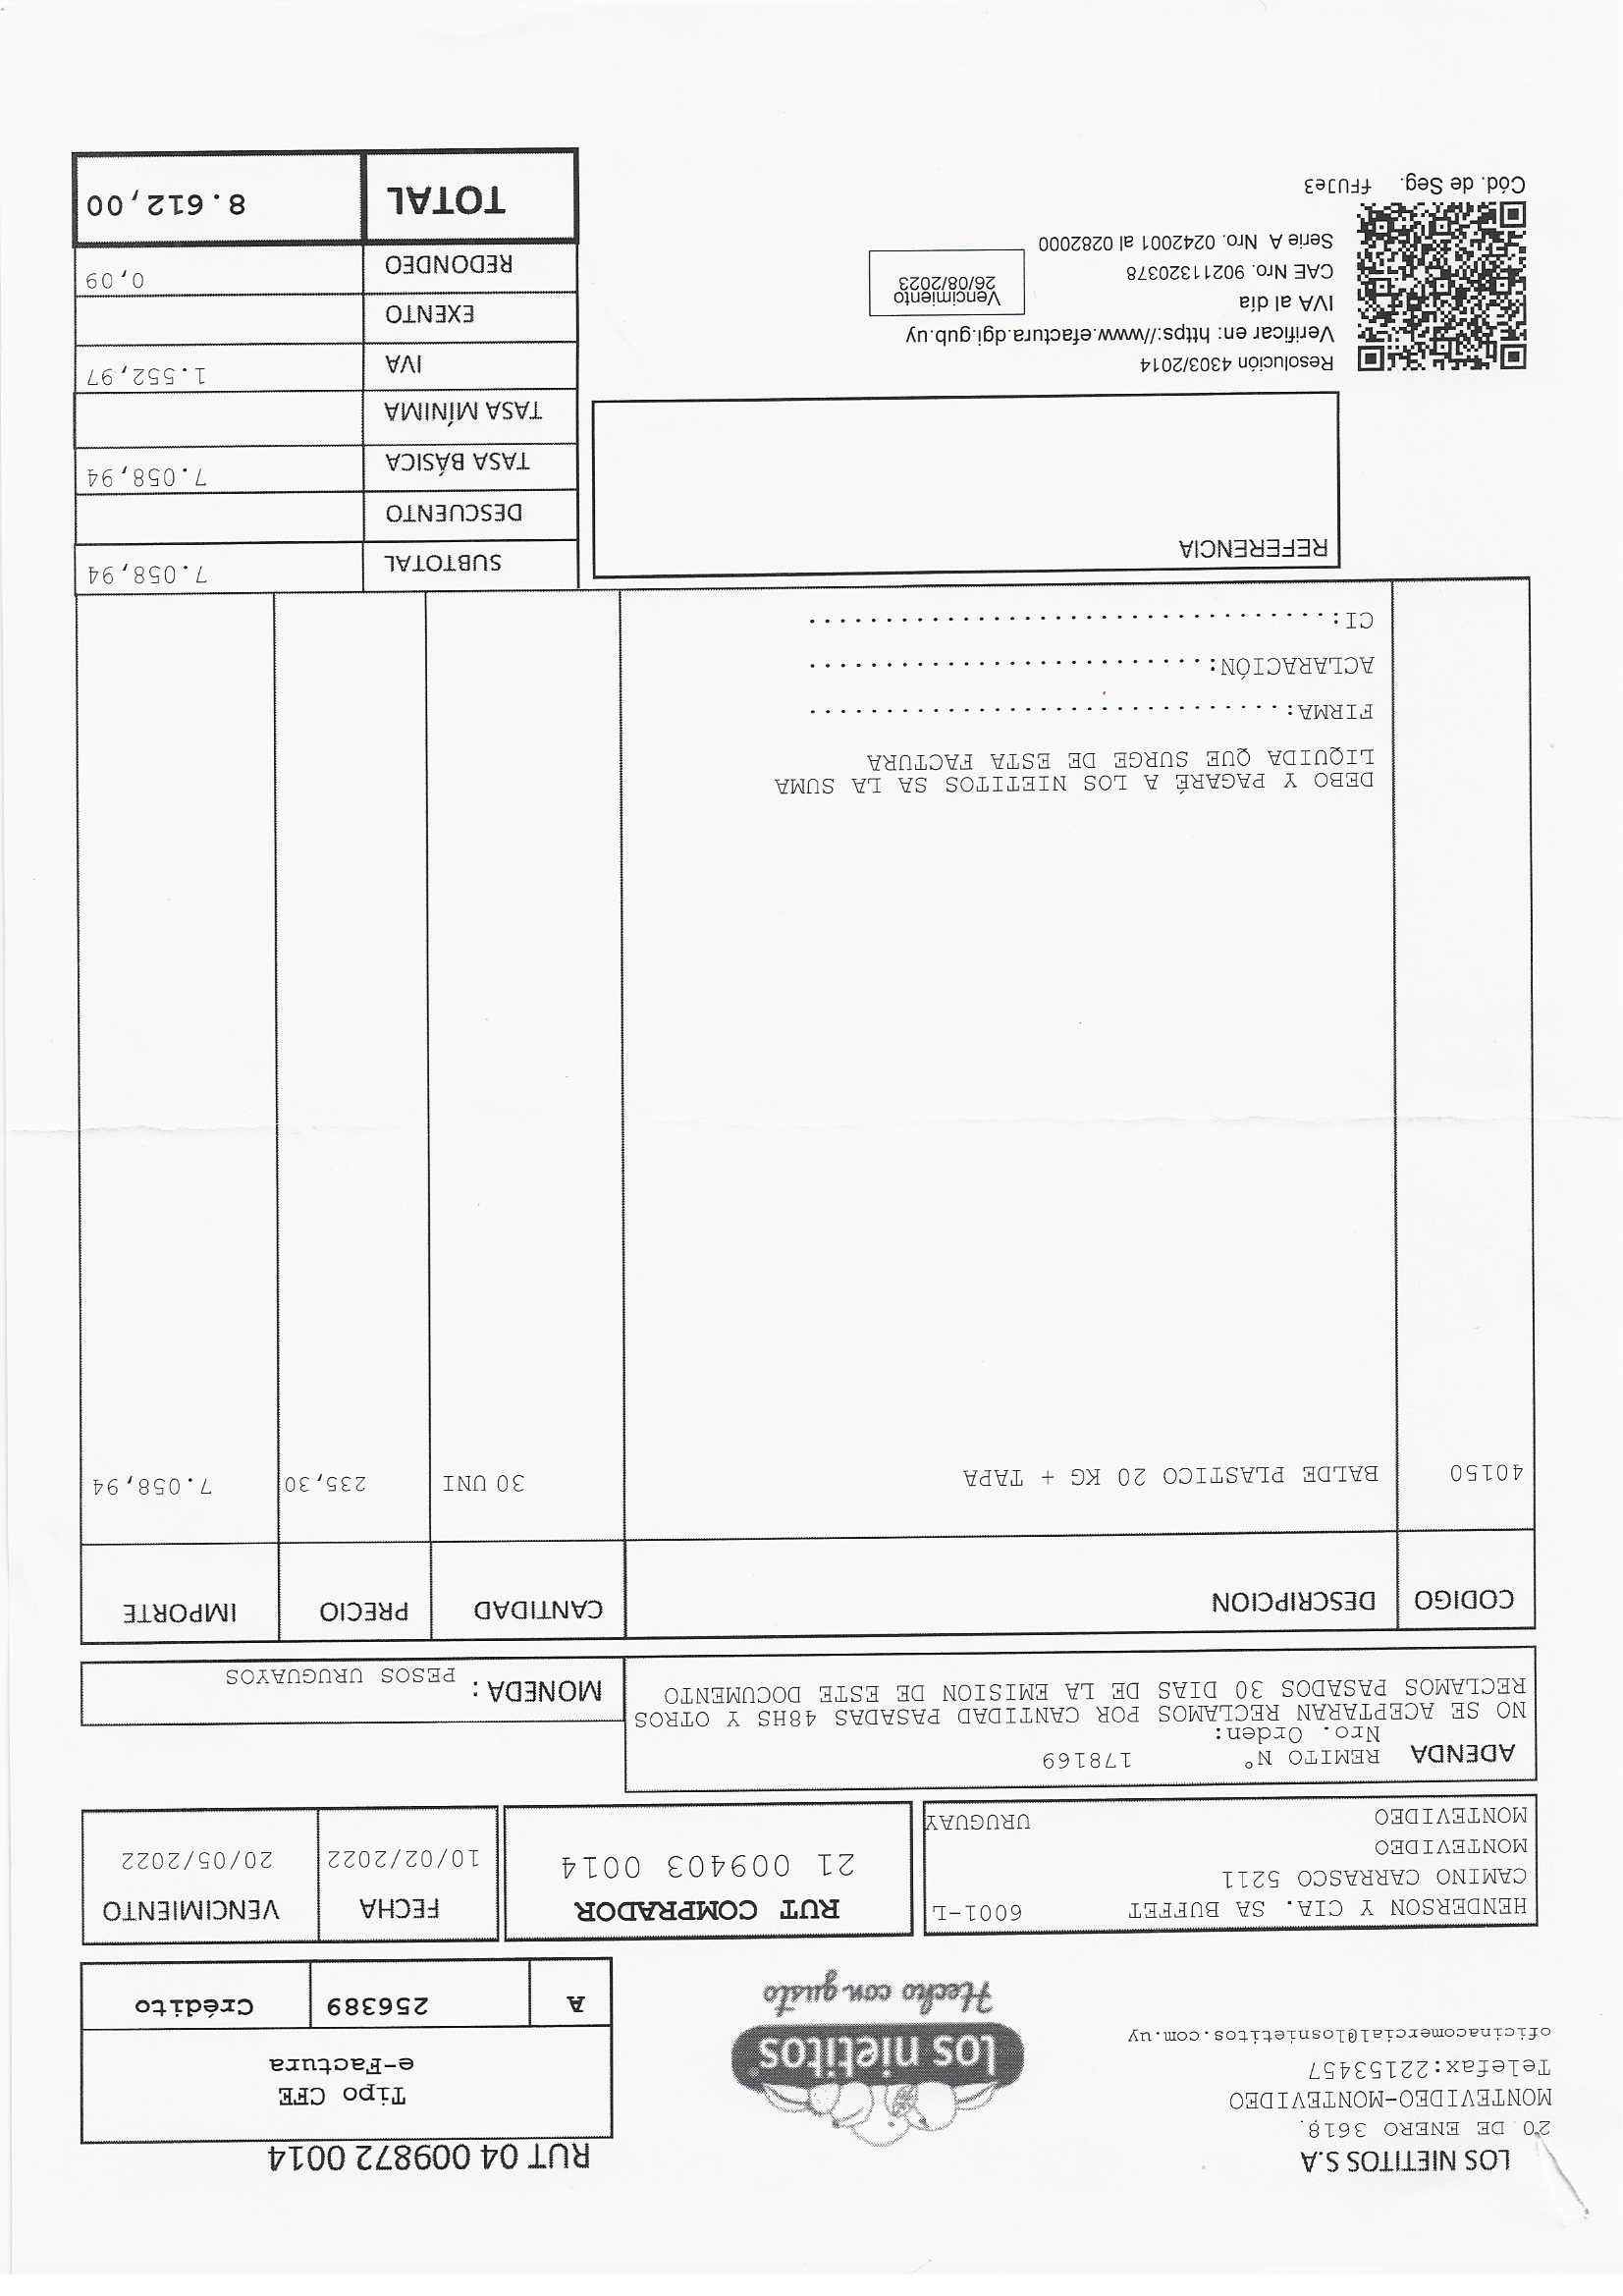 LOS NIETITOS S.A
20 DE ENERO 3618.
MONTEVIDEO-MONTEVIDEO
Telefax:22153457
oficinacomercial@losnietitos.com.uy
los nietitos
Hecho con gusto
RUT 04 009872 0014
Tipo CFE
e-Factura
A 256389 Crédito
HENDERSON Y CIA. SA BUFFET 6001-L
CAMINO CARRASCO 5211
MONTEVIDEO
MONTEVIDEO URUGUAY
RUT COMPRADOR
21 009403 0014
FECHA VENCIMIENTO
10/02/2022 20/05/2022
ADENDA REMITO N° 178169
Nro. Orden:
NO SE ACEPTARAN RECLAMOS POR CANTIDAD PASADAS 48HS Y OTROS
RECLAMOS PASADOS 30 DIAS DE LA EMISION DE ESTE DOCUMENTO
MONEDA: PESOS URUGUAYOS
CODIGO DESCRIPCION CANTIDAD PRECIO IMPORTE
40150 BALDE PLASTICO 20 KG + TAPA 30 UNI 235,30 7.058,94
DEBO Y PAGARÉ A LOS NIETITOS SA LA SUMA
LIQUIDA QUE SURGE DE ESTA FACTURA
FIRMA:...............................
ACLARACIÓN:..........................
CI:..................................
REFERENCIA
SUBTOTAL 7.058,94
DESCUENTO
TASA BÁSICA 7.058,94
TASA MÍNIMA
IVA 1.552,97
EXENTO
REDONDEO 0,09
TOTAL 8.612,00
Resolución 4303/2014
Verificar en: https://www.efactura.dgi.gub.uy
IVA al día
CAE Nro. 90211320378
Serie A Nro. 0242001 al 0282000
Vencimiento
26/08/2023
Cód. de Seg. fFUJe3